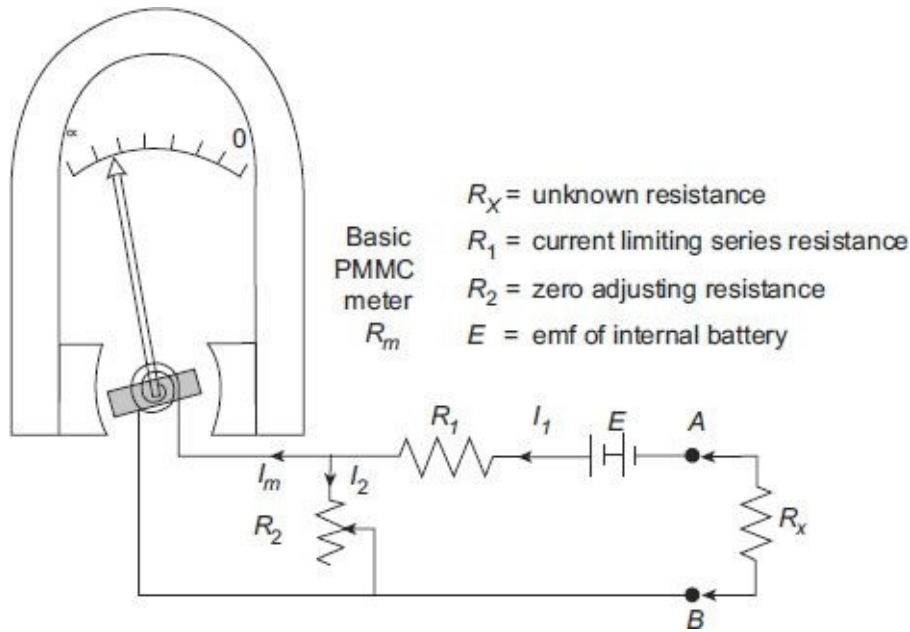 ∝ 0
Basic
PMMC
meter
R_m
R_X = unknown resistance
R_1 = current limiting series resistance
R_2 = zero adjusting resistance
E = emf of internal battery
R_1 I_1 E A
I_m I_2
R_2 R_x
B